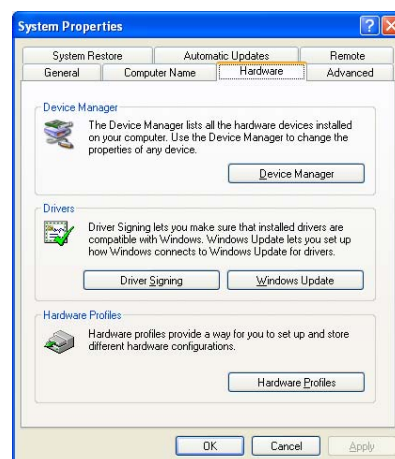 System Properties
System Restore Automatic Updates Remote
General Computer Name Hardware Advanced
Device Manager
The Device Manager lists all the hardware devices installed
on your computer. Use the Device Manager to change the
properties of any device.
Device Manager
Drivers
Driver Signing lets you make sure that installed drivers are
compatible with Windows. Windows Update lets you set up
how Windows connects to Windows Update for drivers.
Driver Signing Windows Update
Hardware Profiles
Hardware profiles provide a way for you to set up and store
different hardware configurations.
Hardware Profiles
OK Cancel Apply